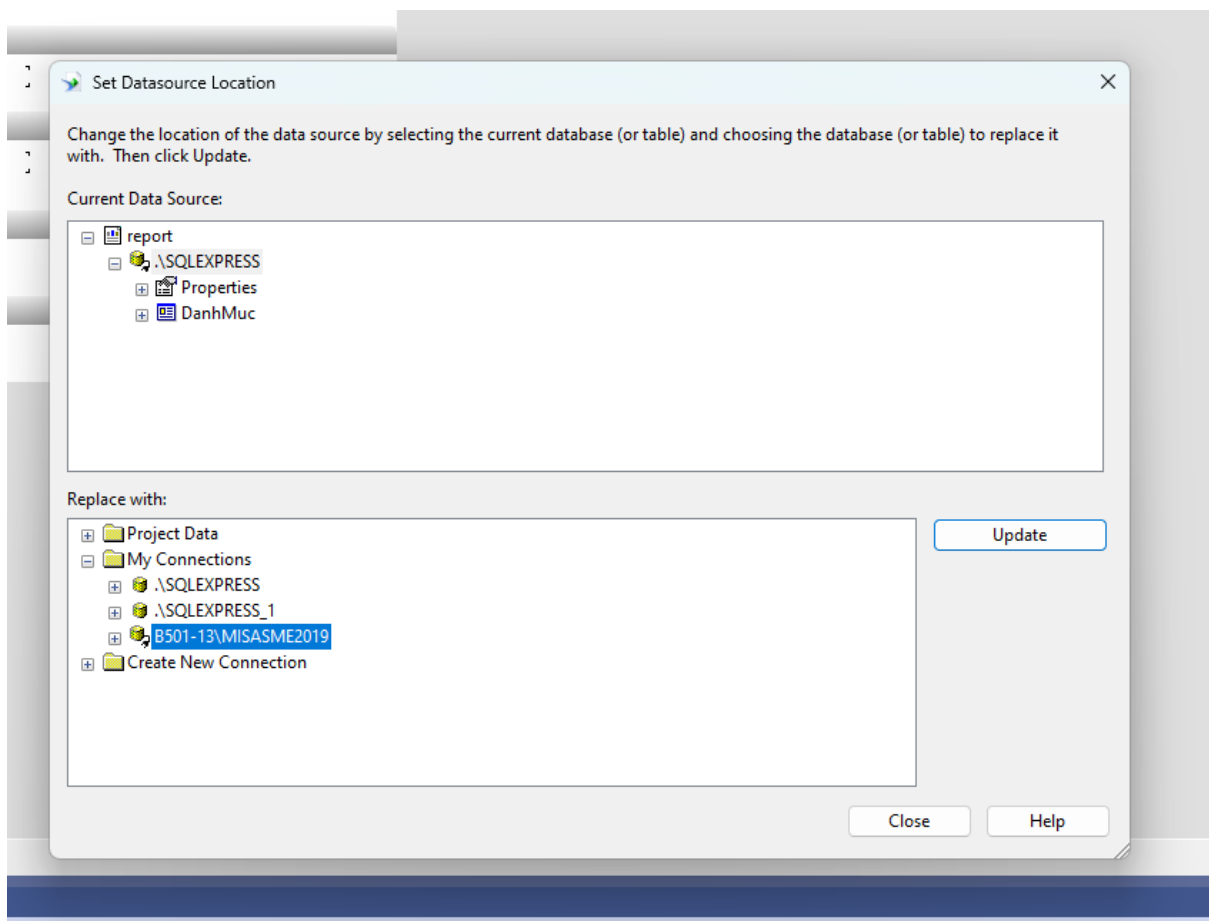 Set Datasource Location
Change the location of the data source by selecting the current database (or table) and choosing the database (or table) to replace it
with. Then click Update.
Current Data Source:
report
.\SQLEXPRESS
Properties
DanhMuc
Replace with:
Project Data
My Connections
.\SQLEXPRESS
.\SQLEXPRESS_1
B501-13\MISASME2019
Create New Connection
Update
Close
Help